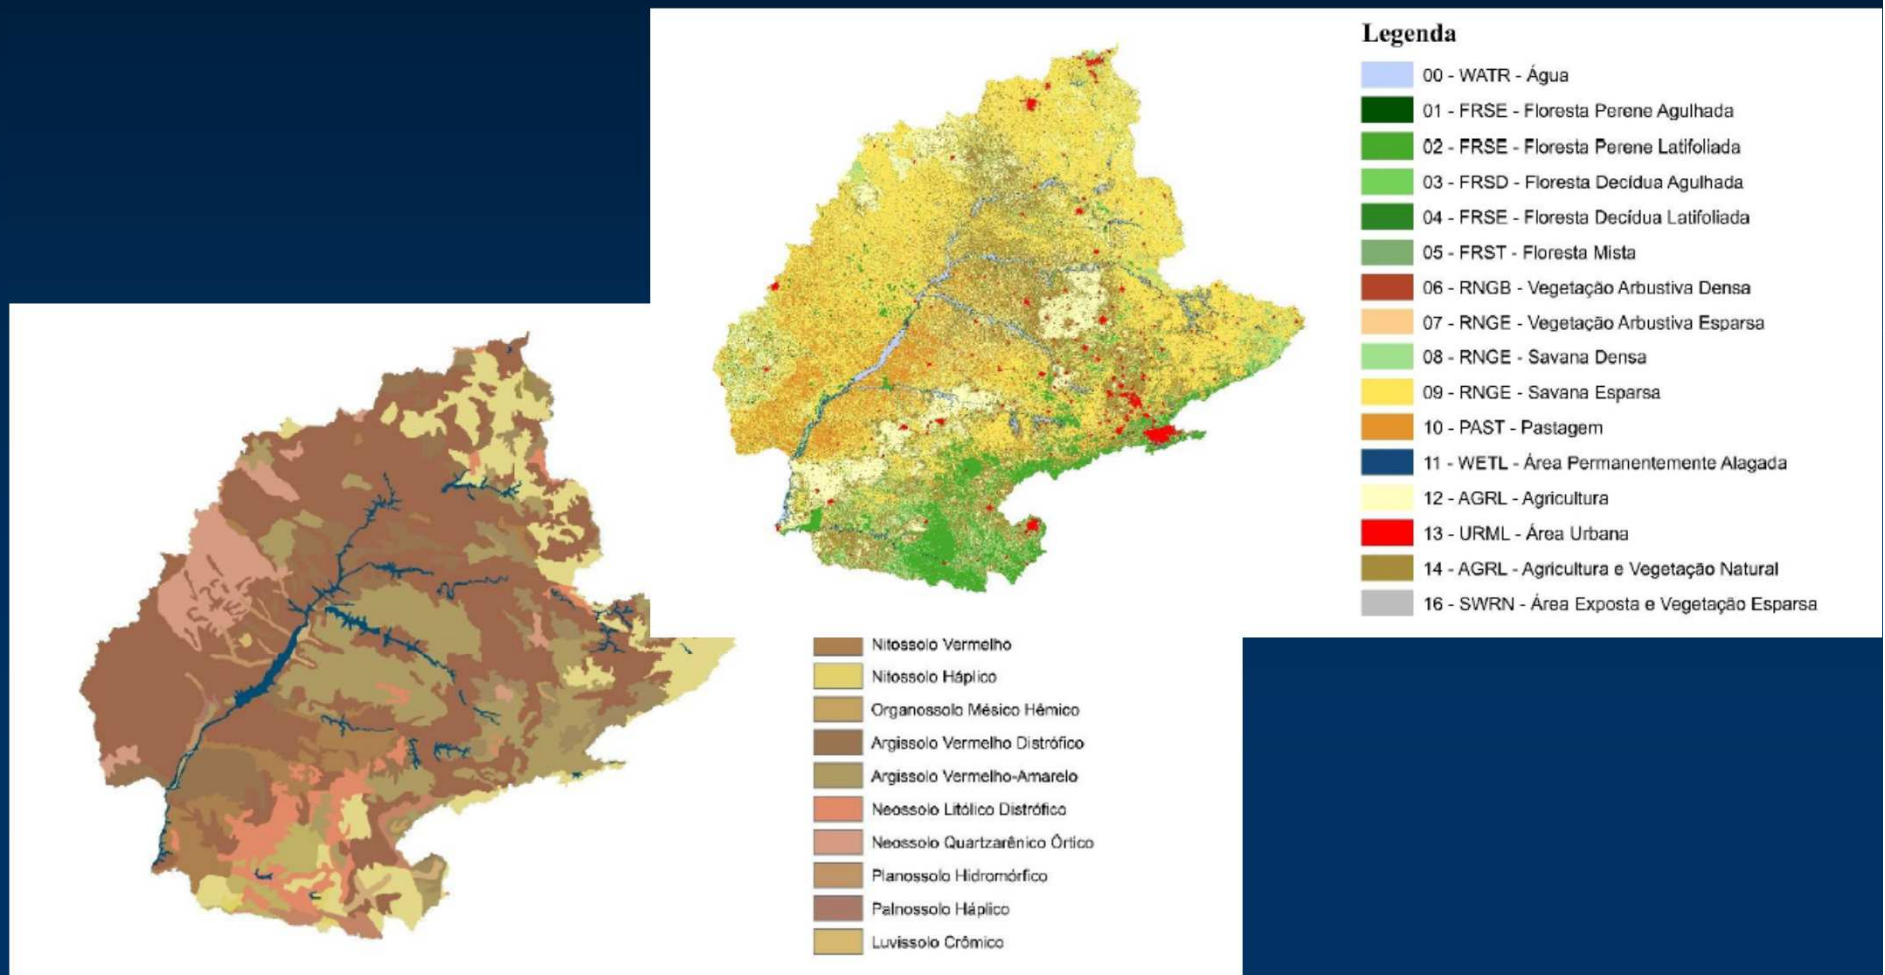 Legenda
00 - WATR - Água
01 - FRSE - Floresta Perene Agulhada
02 - FRSE - Floresta Perene Latifoliada
03 - FRSD - Floresta Decídua Agulhada
04 - FRSE - Floresta Decídua Latifoliada
05 - FRST - Floresta Mista
06 - RNGB - Vegetação Arbustiva Densa
07 - RNGE - Vegetação Arbustiva Esparsa
08 - RNGE - Savana Densa
09 - RNGE - Savana Esparsa
10 - PAST - Pastagem
11 - WETL - Área Permanentemente Alagada
12 - AGRL - Agricultura
13 - URML - Área Urbana
14 - AGRL - Agricultura e Vegetação Natural
16 - SWRN - Área Exposta e Vegetação Esparsa
Nitossolo Vermelho
Nitossolo Háplico
Organossolo Mésico Hêmico
Argissolo Vermelho Distrófico
Argissolo Vermelho-Amarelo
Neossolo Litólico Distrófico
Neossolo Quartzarênico Órtico
Planossolo Hidromórfico
Palnossolo Háplico
Luvissolo Crômico